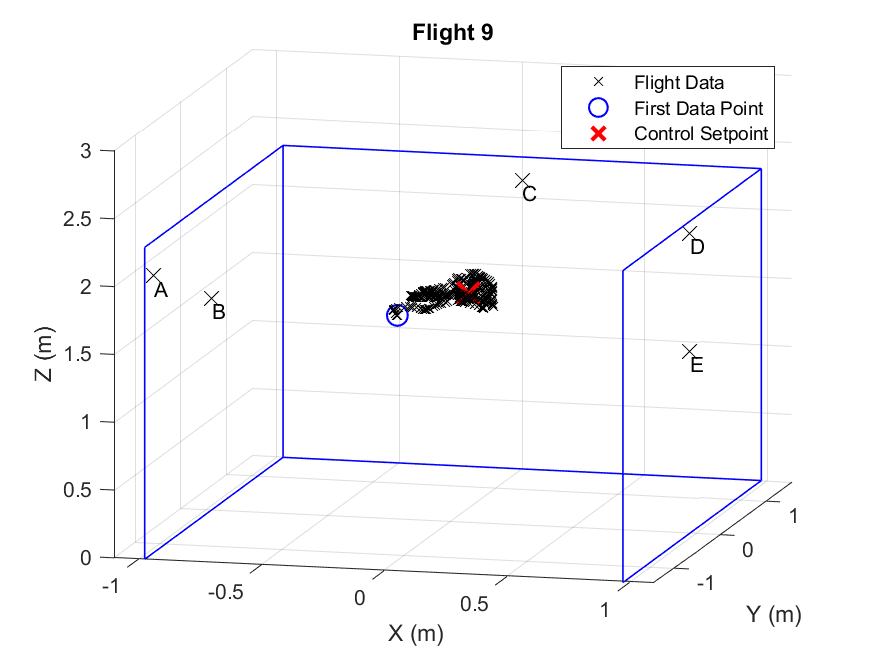 Flight 9
Flight Data
First Data Point
Control Setpoint
3
2.5
2
1.5
1
0.5
0
Z (m)
A
B
C
D
E
-1
-0.5
0
0.5
1
X (m)
-1
0
1
Y (m)